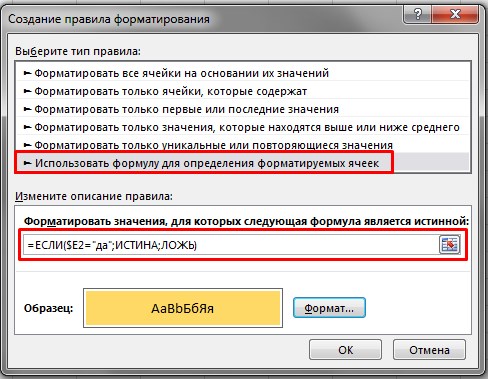 Создание правила форматирования
Выберите тип правила:
► Форматировать все ячейки на основании их значений
► Форматировать только ячейки, которые содержат
► Форматировать только первые или последние значения
► Форматировать только значения, которые находятся выше или ниже среднего
► Форматировать только уникальные или повторяющиеся значения
► Использовать формулу для определения форматируемых ячеек
Измените описание правила:
Форматировать значения, для которых следующая формула является истинной:
=ЕСЛИ($E2="да";ИСТИНА;ЛОЖЬ)
Образец:
АаВbБбЯя
Формат...
ОК
Отмена